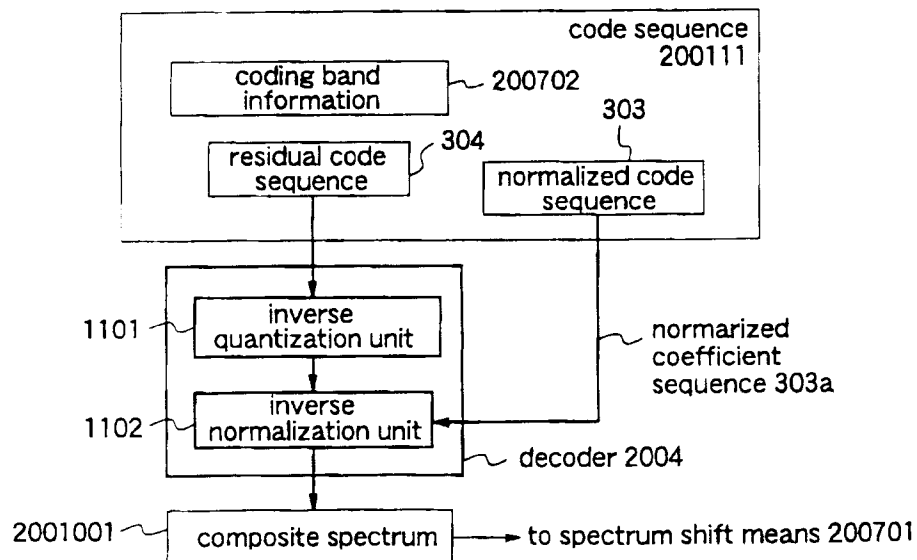 code sequence
200111
coding band
information
200702
303
residual code
sequence
304
normalized code
sequence
1101
inverse
quantization unit
normarized
coefficient
sequence 303a
1102
inverse
normalization unit
decoder 2004
2001001
composite spectrum
to spectrum shift means 200701